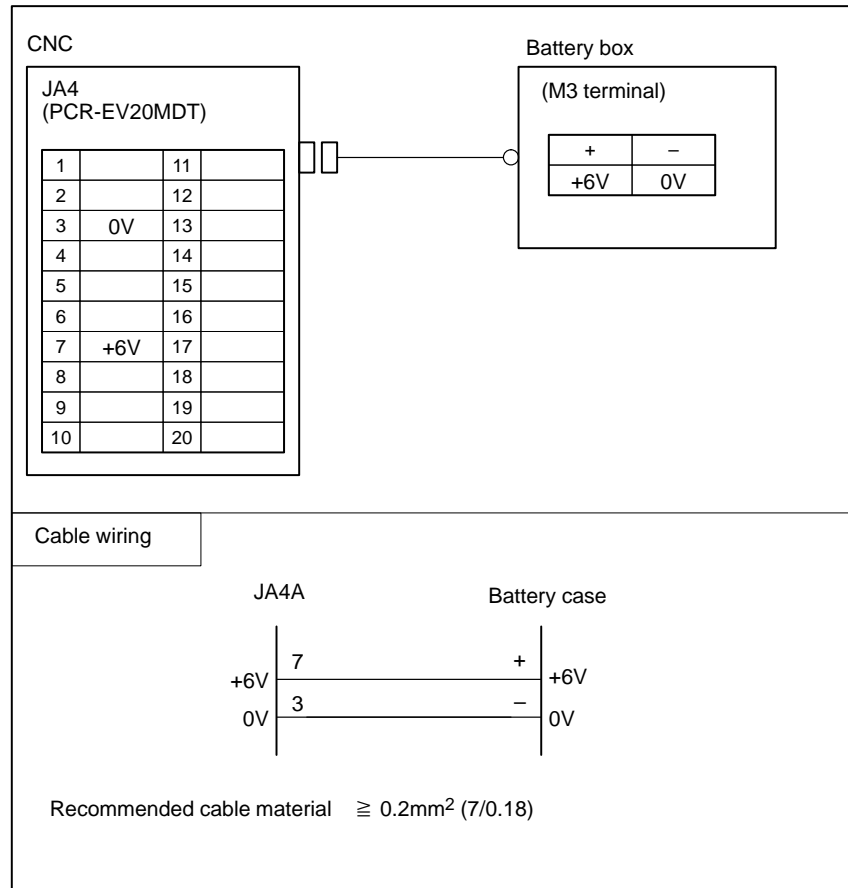 CNC
Battery box
JA4
(PCR-EV20MDT)
(M3 terminal)
+ –
+6V 0V
1 11
2 12
3 0V 13
4 14
5 15
6 16
7 +6V 17
8 18
9 19
10 20
Cable wiring
JA4A Battery case
7 +
+6V +6V
3 –
0V 0V
Recommended cable material ≧ 0.2mm² (7/0.18)